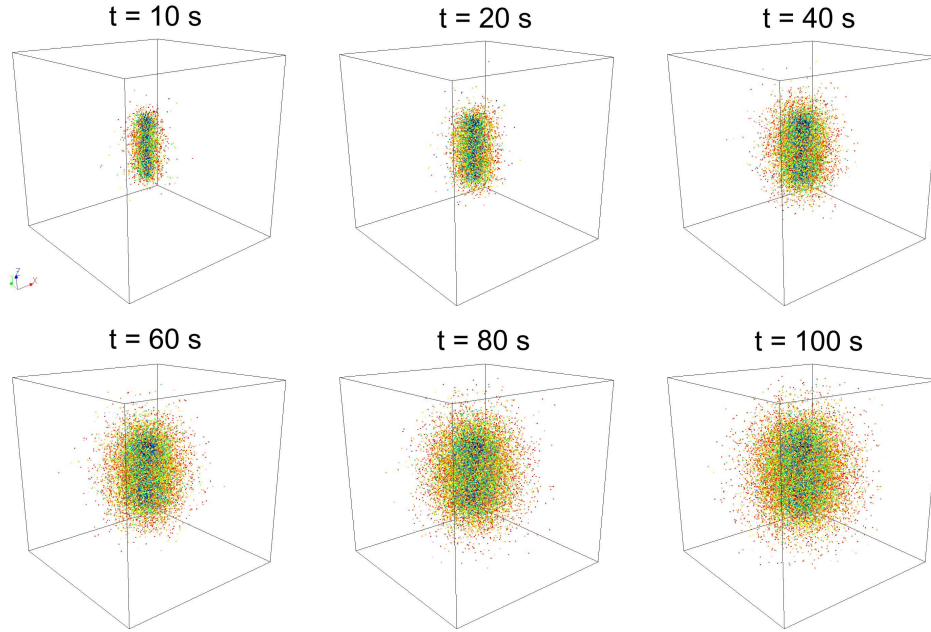 t = 10 s
t = 20 s
t = 40 s
Z
X
t = 60 s
t = 80 s
t = 100 s